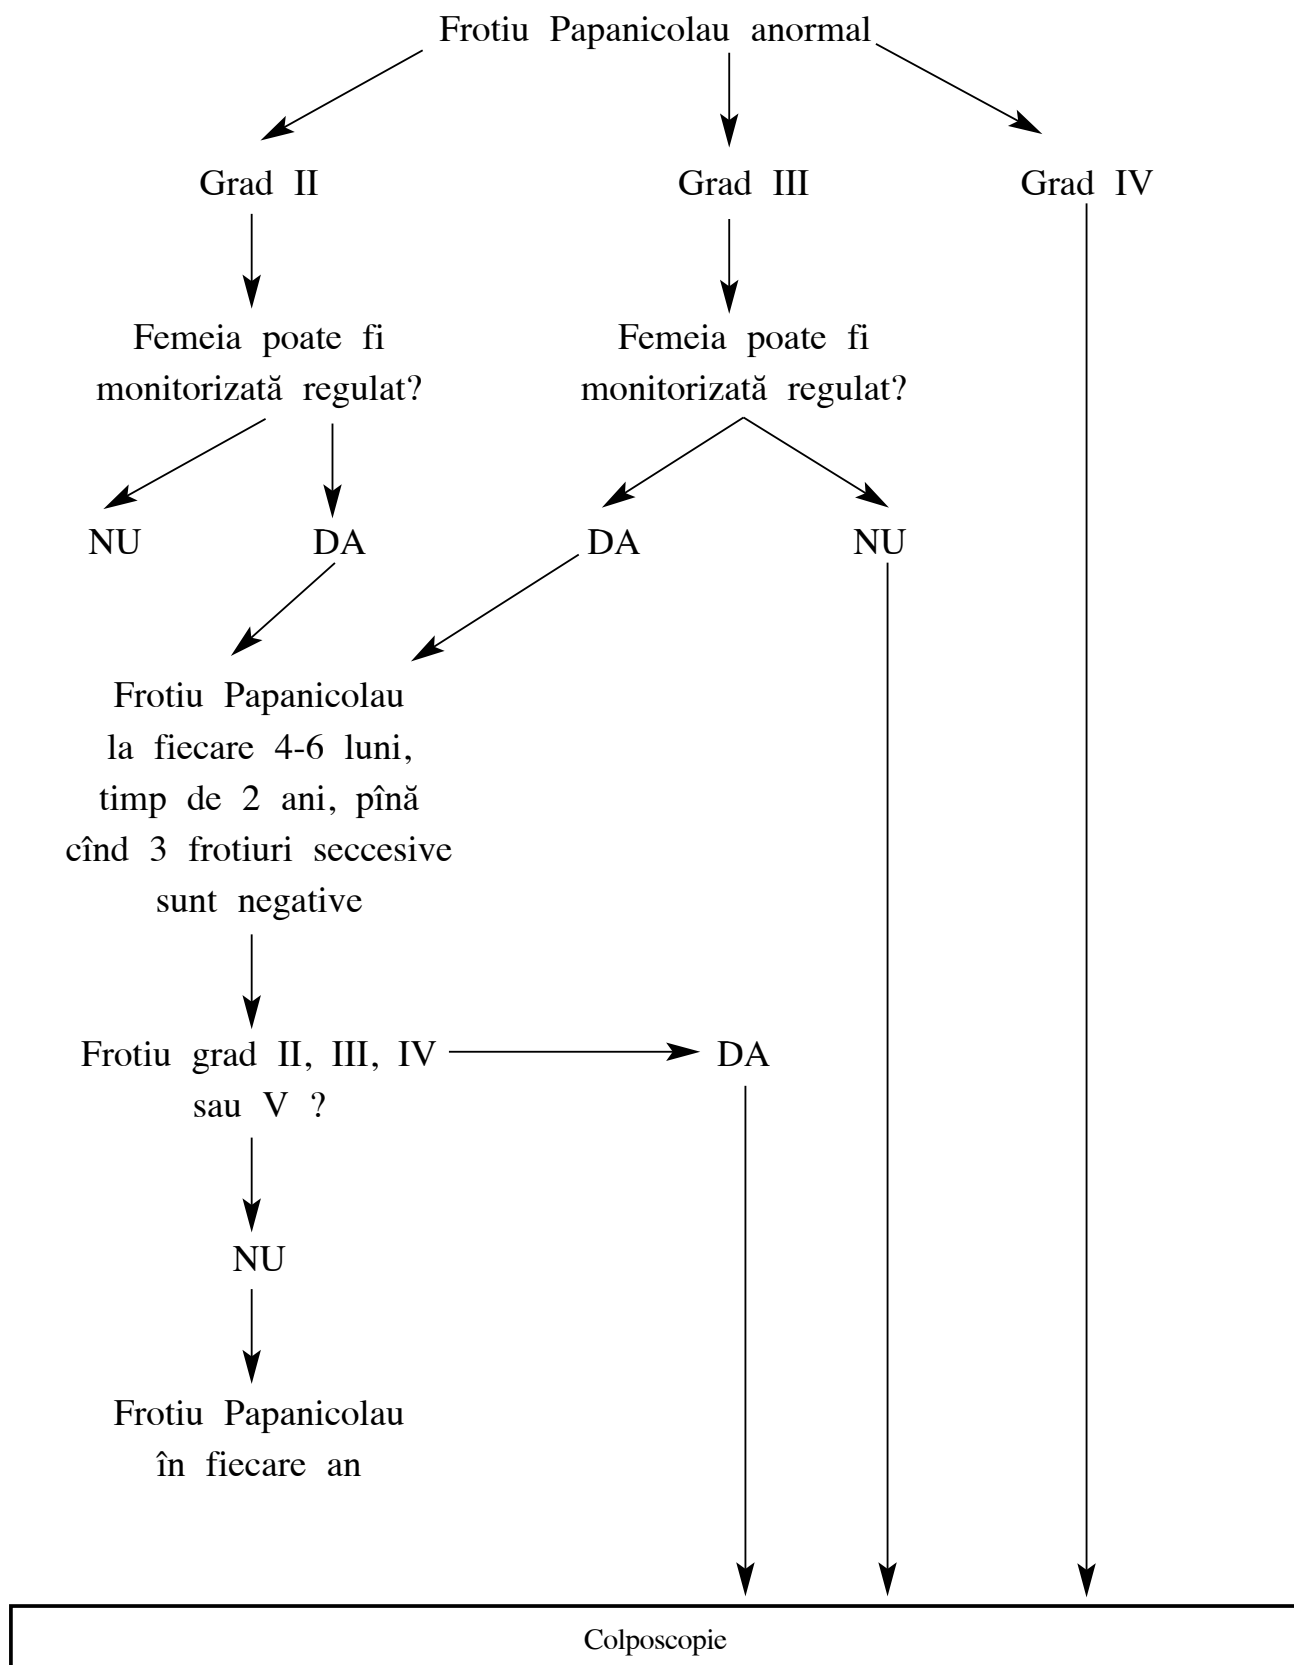 Frotiu Papanicolau anormal
Grad II
Grad III
Grad IV
Femeia poate fi
monitorizată regulat?
Femeia poate fi
monitorizată regulat?
NU
DA
DA
NU
Frotiu Papanicolau
la fiecare 4-6 luni,
timp de 2 ani, pînă
cînd 3 frotiuri seccesive
sunt negative
Frotiu grad II, III, IV
sau V ?
DA
NU
Frotiu Papanicolau
în fiecare an
Colposcopie